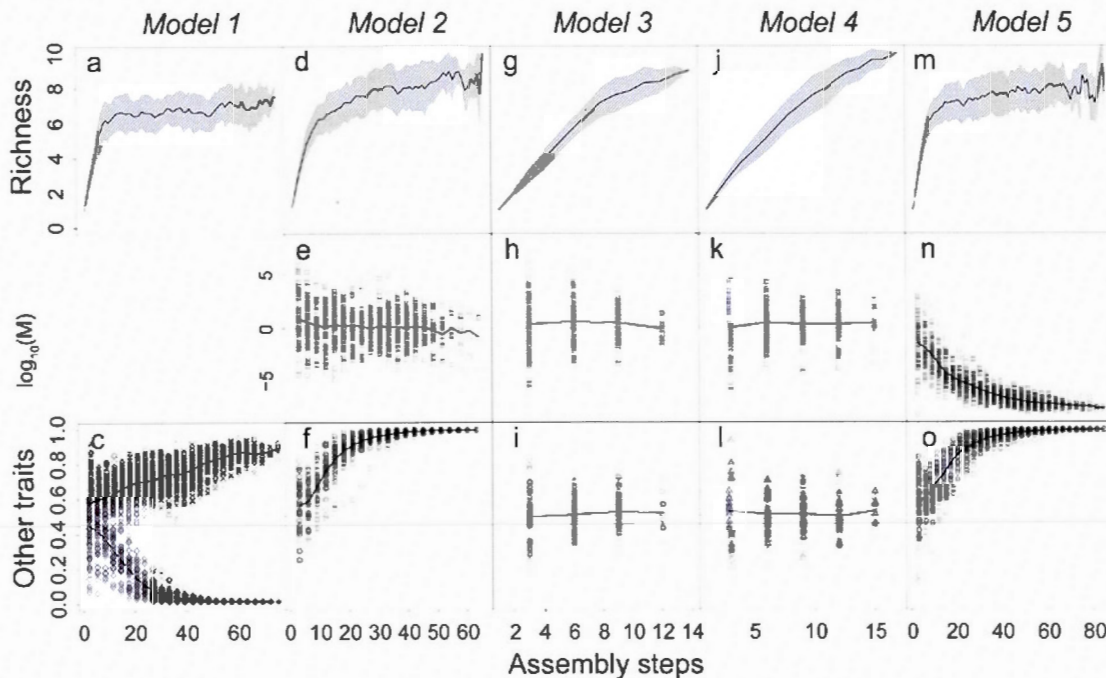 Model 1 Model 2 Model 3 Model 4 Model 5
Richness
0 2 4 6 8 10
a d g j m
log10(M)
-5 0 5
e h k n
Other traits
0.0 0.2 0.4 0.6 0.8 1.0
c f i l o
0 20 40 60
0 10 20 30 40 50 60
2 4 6 8 10 12 14
5 10 15
0 20 40 60 80
Assembly steps